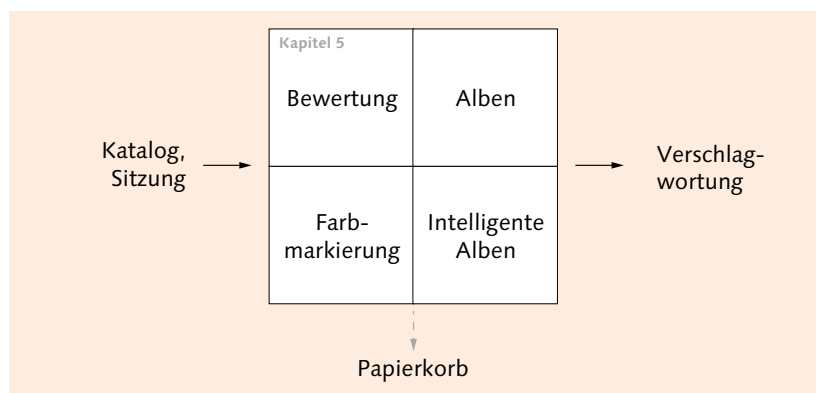 Kapitel 5
Bewertung
Alben
Katalog,
Sitzung
Verschlag-
wortung
Farb-
markierung
Intelligente
Alben
Papierkorb